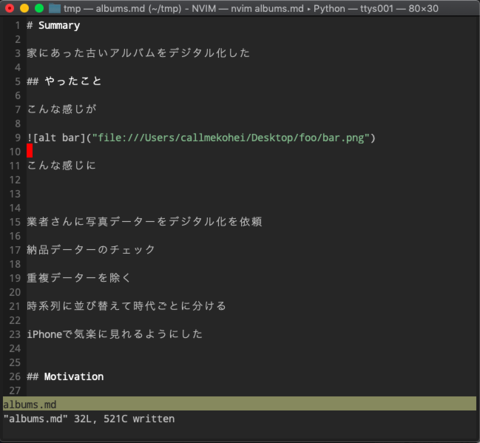 tmp — albums.md (~/tmp) - NVIM — nvim albums.md • Python — ttys001 — 80×30
1 # Summary
2
3 家にあった古いアルバムをデジタル化した
4
5 ## やったこと
6
7 こんな感じが
8
9 ![alt bar]("file:///Users/callmekohei/Desktop/foo/bar.png")
10
11 こんな感じに
12
13
14
15 業者さんに写真データーをデジタル化を依頼
16
17 納品データーのチェック
18
19 重複データーを除く
20
21 時系列に並び替えて時代ごとに分ける
22
23 iPhoneで気楽に見れるようにした
24
25
26 ## Motivation
27
albums.md
"albums.md" 32L, 521C written